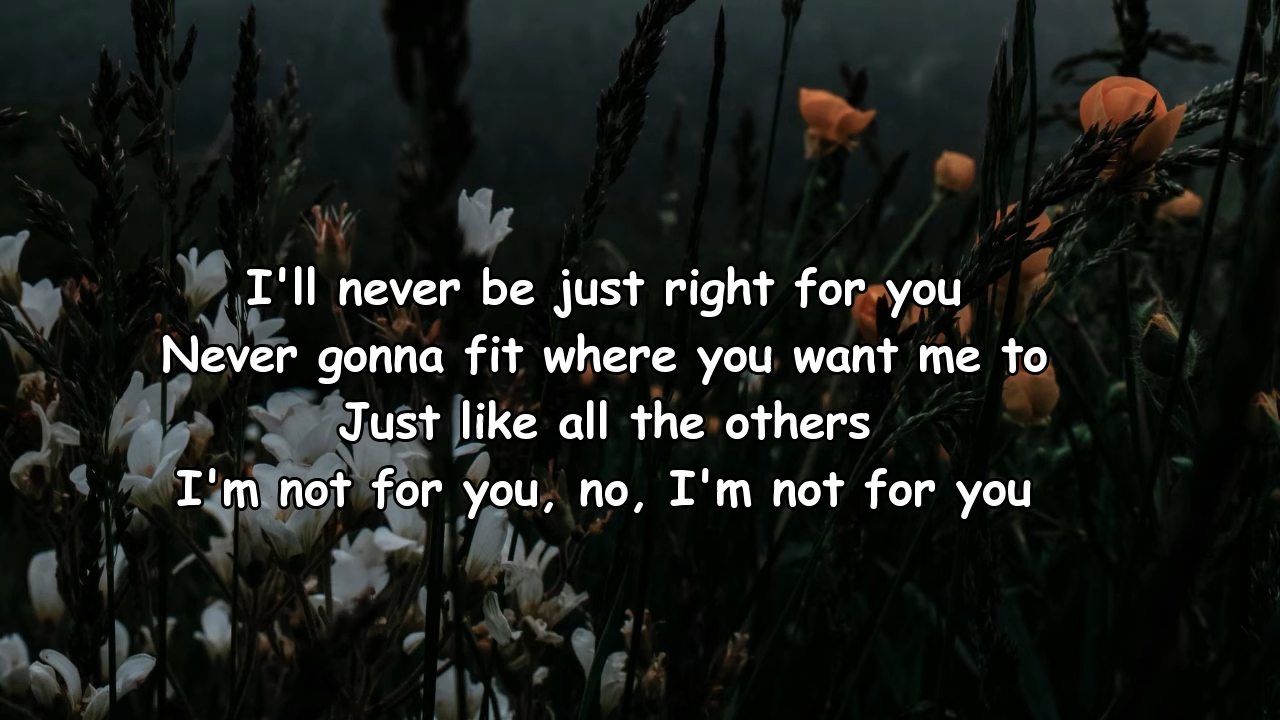 I'll never be just right for you
Never gonna fit where you want me to
Just like all the others
I'm not for you, no, I'm not for you